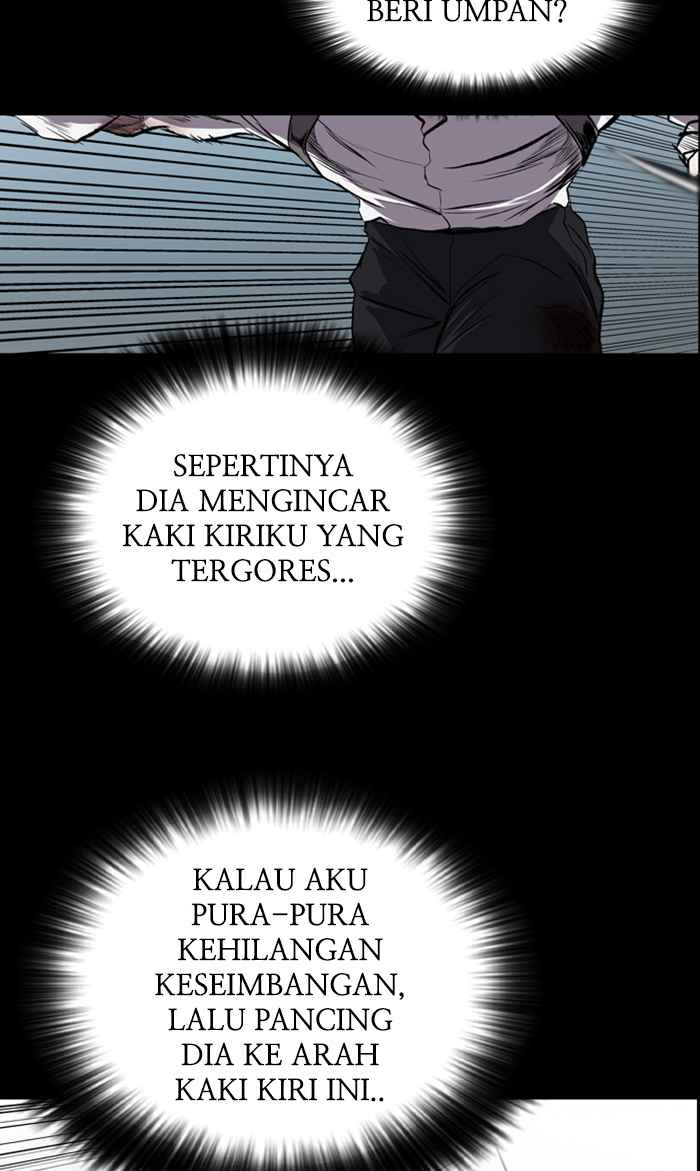 BERI UMPAN?
SEPERTINYA
DIA MENGINCAR
KAKI KIRIKU YANG
TERGORES...
KALAU AKU
PURA-PURA
KEHILANGAN
KESEIMBANGAN,
LALU PANCING
DIA KE ARAH
KAKI KIRI INI..